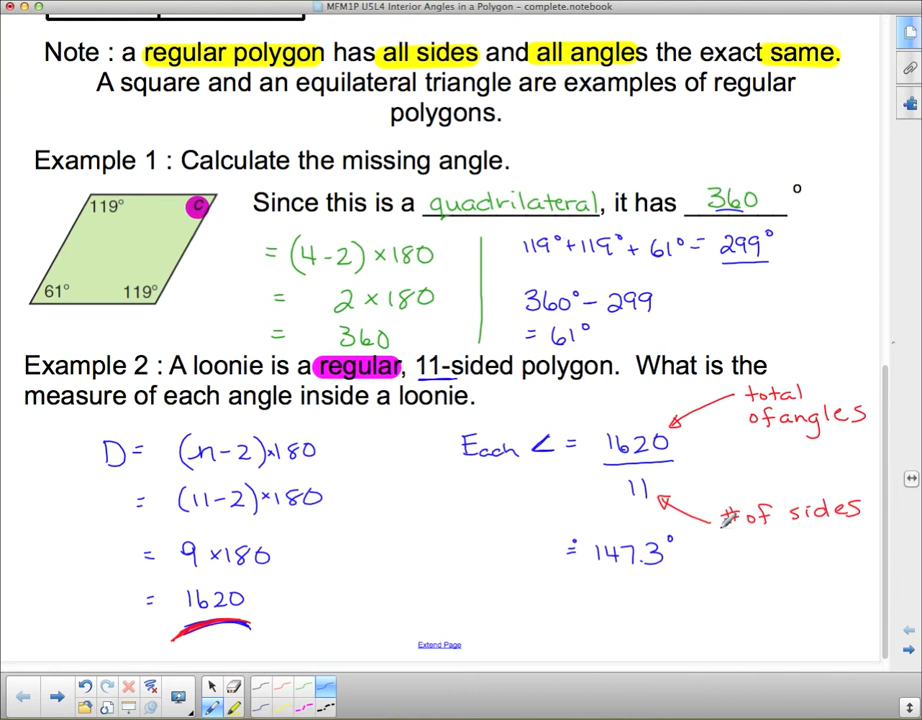 MFM1P U5L4 Interior Angles in a Polygon - complete.notebook
Note : a regular polygon has all sides and all angles the exact same.
A square and an equilateral triangle are examples of regular
polygons.
Example 1 : Calculate the missing angle.
119° C
61° 119°
Since this is a quadrilateral, it has 360 °
= (4-2)×180
= 2 ×180
= 360
119°+119°+ 61°= 299°
360°- 299
= 61°
Example 2 : A loonie is a regular, 11-sided polygon. What is the
measure of each angle inside a loonie.
D = (n-2)×180
= (11-2)×180
= 9 ×180
= 1620
Each ∠ = 1620
11
total
of angles
# of sides
≐ 147.3°
Extend Page